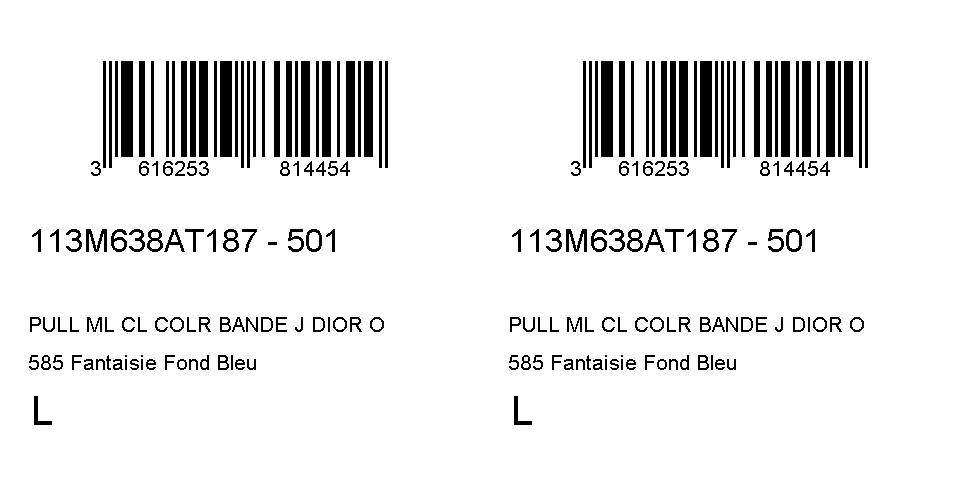 3 616253 814454
113M638AT187 - 501
PULL ML CL COLR BANDE J DIOR O
585 Fantaisie Fond Bleu
L
3 616253 814454
113M638AT187 - 501
PULL ML CL COLR BANDE J DIOR O
585 Fantaisie Fond Bleu
L